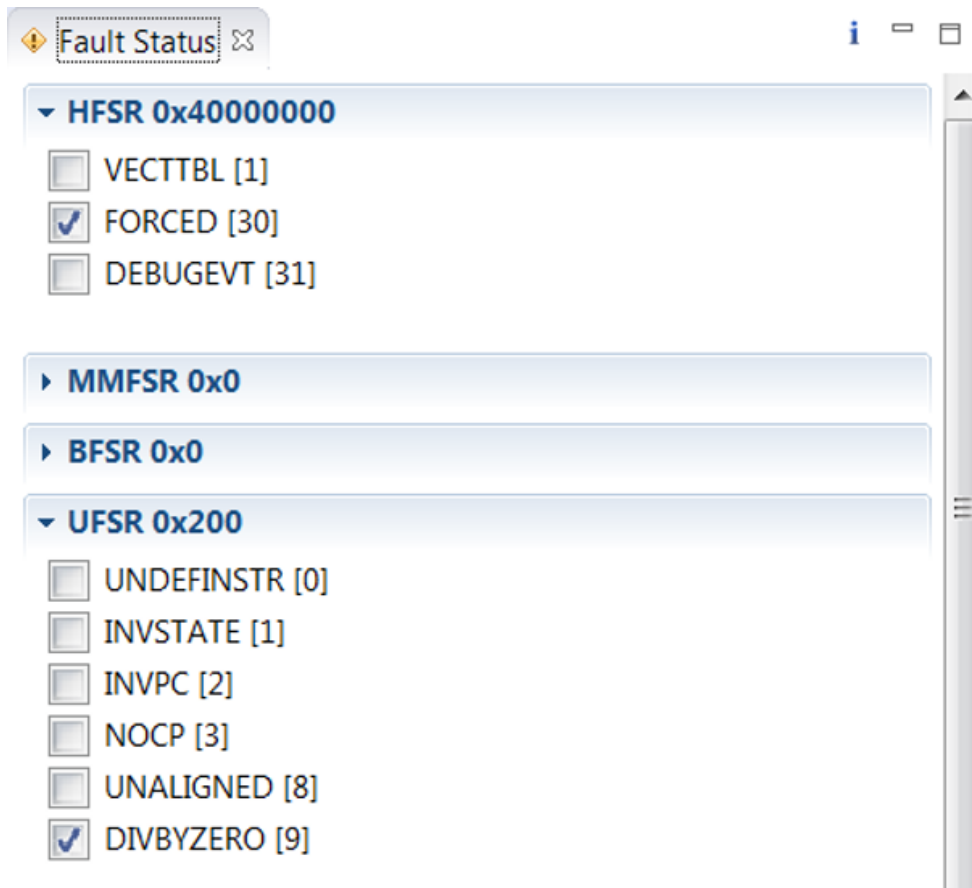 Fault Status
HFSR 0x40000000
VECTTBL [1]
FORCED [30]
DEBUGEVT [31]
MMFSR 0x0
BFSR 0x0
UFSR 0x200
UNDEFINSTR [0]
INVSTATE [1]
INVPC [2]
NOCP [3]
UNALIGNED [8]
DIVBYZERO [9]